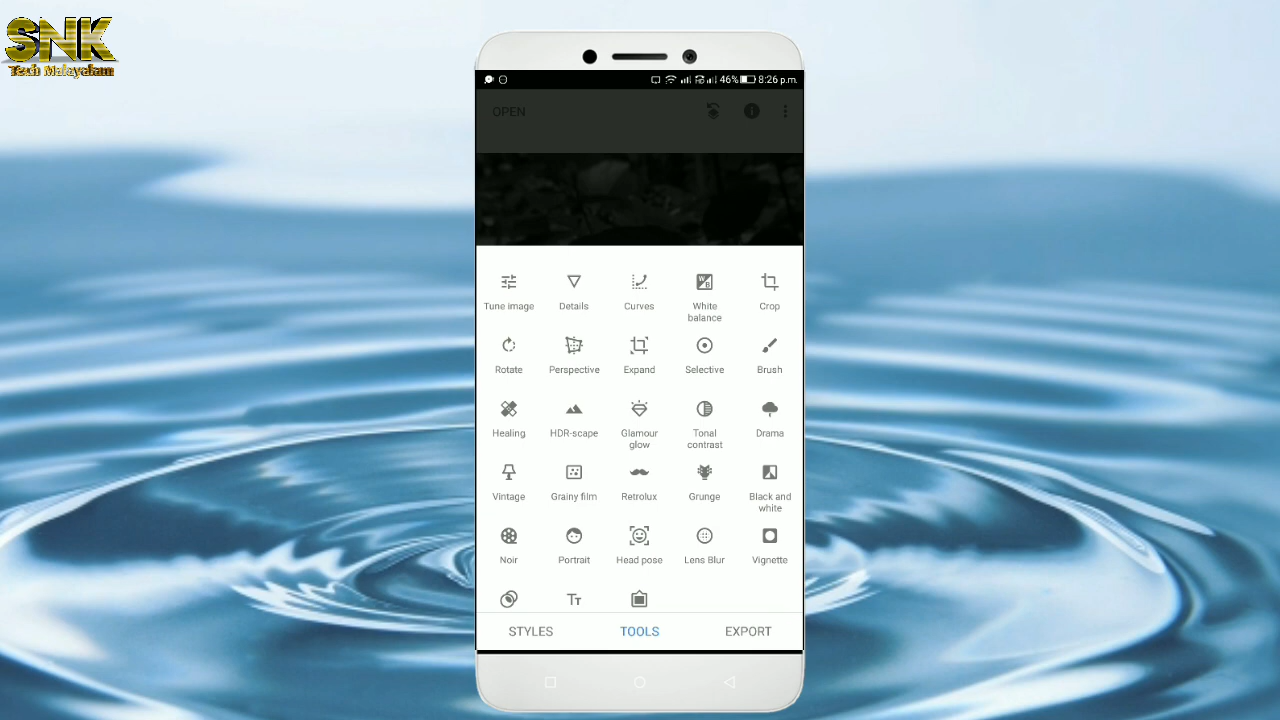 SNK
Tech Malayalam
46% 8:26 p.m.
OPEN
Tune image
Details
Curves
White
balance
Crop
Rotate
Perspective
Expand
Selective
Brush
Healing
HDR-scape
Glamour
glow
Tonal
contrast
Drama
Vintage
Grainy film
Retrolux
Grunge
Black and
white
Noir
Portrait
Head pose
Lens Blur
Vignette
STYLES
TOOLS
EXPORT